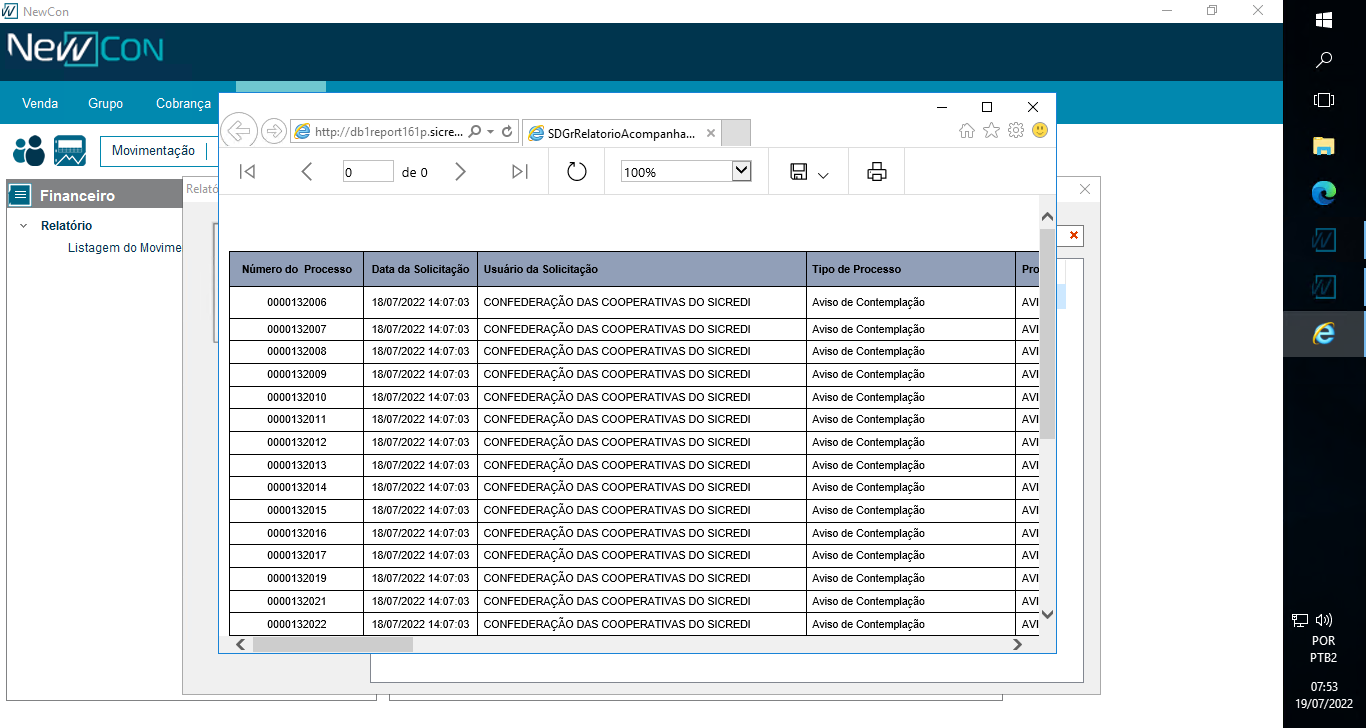 NewCon
NewCon
Venda Grupo Cobrança
Movimentação
Financeiro
Relatório
Listagem do Movime
Relató
http://db1report161p.sicre...
SDGrRelatorioAcompanha...
0 de 0 100%
Número do Processo Data da Solicitação Usuário da Solicitação Tipo de Processo Pro
0000132006 18/07/2022 14:07:03 CONFEDERAÇÃO DAS COOPERATIVAS DO SICREDI Aviso de Contemplação AVI
0000132007 18/07/2022 14:07:03 CONFEDERAÇÃO DAS COOPERATIVAS DO SICREDI Aviso de Contemplação AVI
0000132008 18/07/2022 14:07:03 CONFEDERAÇÃO DAS COOPERATIVAS DO SICREDI Aviso de Contemplação AVI
0000132009 18/07/2022 14:07:03 CONFEDERAÇÃO DAS COOPERATIVAS DO SICREDI Aviso de Contemplação AVI
0000132010 18/07/2022 14:07:03 CONFEDERAÇÃO DAS COOPERATIVAS DO SICREDI Aviso de Contemplação AVI
0000132011 18/07/2022 14:07:03 CONFEDERAÇÃO DAS COOPERATIVAS DO SICREDI Aviso de Contemplação AVI
0000132012 18/07/2022 14:07:03 CONFEDERAÇÃO DAS COOPERATIVAS DO SICREDI Aviso de Contemplação AVI
0000132013 18/07/2022 14:07:03 CONFEDERAÇÃO DAS COOPERATIVAS DO SICREDI Aviso de Contemplação AVI
0000132014 18/07/2022 14:07:03 CONFEDERAÇÃO DAS COOPERATIVAS DO SICREDI Aviso de Contemplação AVI
0000132015 18/07/2022 14:07:03 CONFEDERAÇÃO DAS COOPERATIVAS DO SICREDI Aviso de Contemplação AVI
0000132016 18/07/2022 14:07:03 CONFEDERAÇÃO DAS COOPERATIVAS DO SICREDI Aviso de Contemplação AVI
0000132017 18/07/2022 14:07:03 CONFEDERAÇÃO DAS COOPERATIVAS DO SICREDI Aviso de Contemplação AVI
0000132019 18/07/2022 14:07:03 CONFEDERAÇÃO DAS COOPERATIVAS DO SICREDI Aviso de Contemplação AVI
0000132021 18/07/2022 14:07:03 CONFEDERAÇÃO DAS COOPERATIVAS DO SICREDI Aviso de Contemplação AVI
0000132022 18/07/2022 14:07:03 CONFEDERAÇÃO DAS COOPERATIVAS DO SICREDI Aviso de Contemplação AVI
POR
PTB2
07:53
19/07/2022